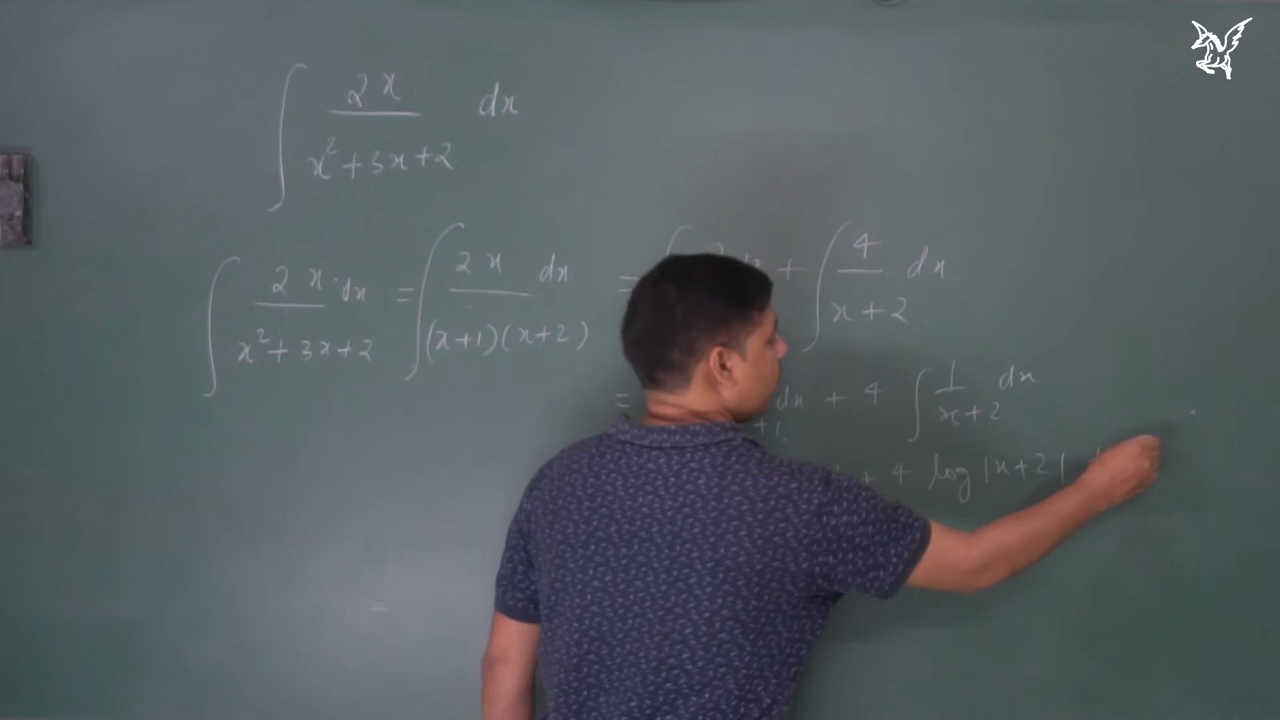 ∫ 2x / (x² + 3x + 2) dx
∫ 2x / (x² + 3x + 2) · dx = ∫ 2x / ((x+1)(x+2)) dx = ∫ + ∫ 4 / (x+2) dx
= +1 dx + 4 ∫ 1 / (x+2) dx
+ 4 log |x+2|